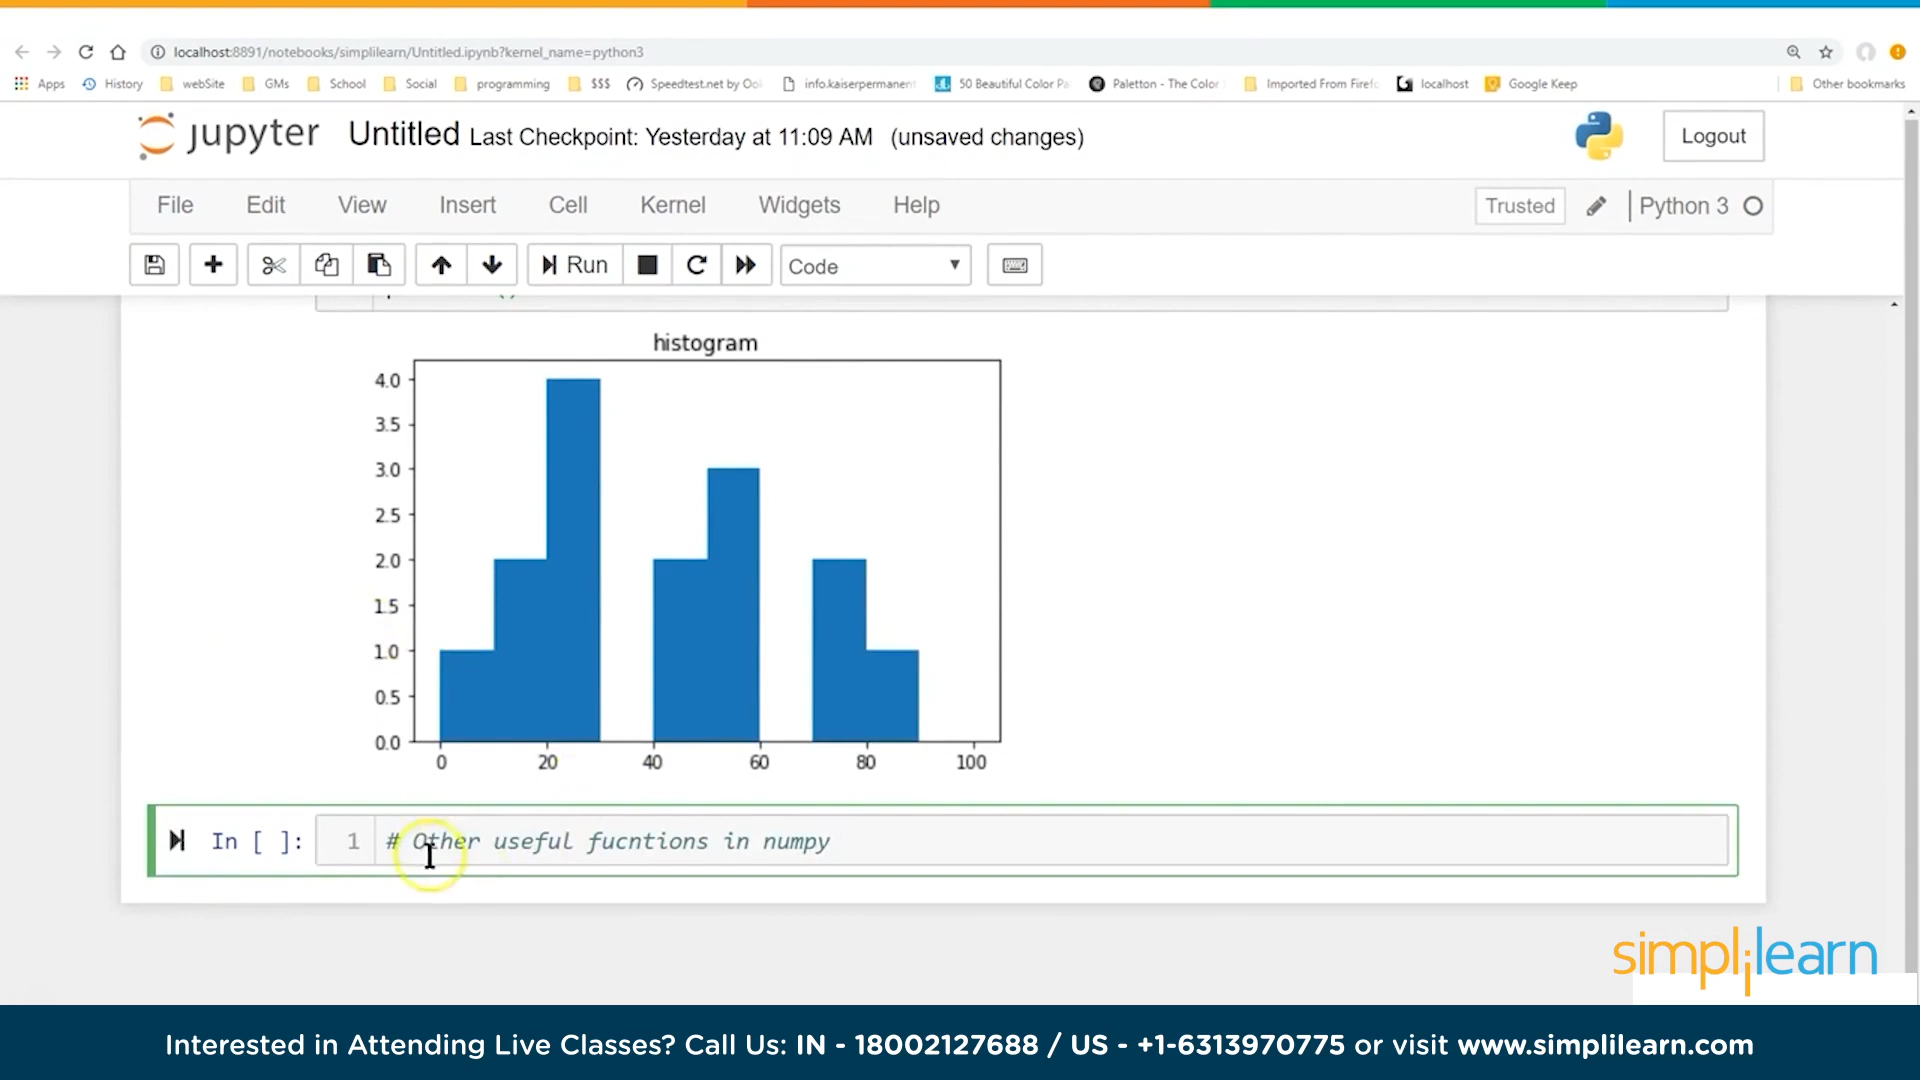 localhost:8891/notebooks/simplilearn/Untitled.ipynb?kernel_name=python3
Apps History webSite GMs School Social programming $$$ Speedtest.net by Ool info.kaiserpermanent 50 Beautiful Color Pa Paletton - The Color Imported From Firefo localhost Google Keep Other bookmarks
jupyter Untitled Last Checkpoint: Yesterday at 11:09 AM (unsaved changes) Logout
File Edit View Insert Cell Kernel Widgets Help Trusted Python 3
Run Code
histogram
4.0
3.5
3.0
2.5
2.0
1.5
1.0
0.5
0.0
0 20 40 60 80 100
In [ ]: 1 # Other useful fucntions in numpy
simplilearn
Interested in Attending Live Classes? Call Us: IN - 18002127688 / US - +1-6313970775 or visit www.simplilearn.com